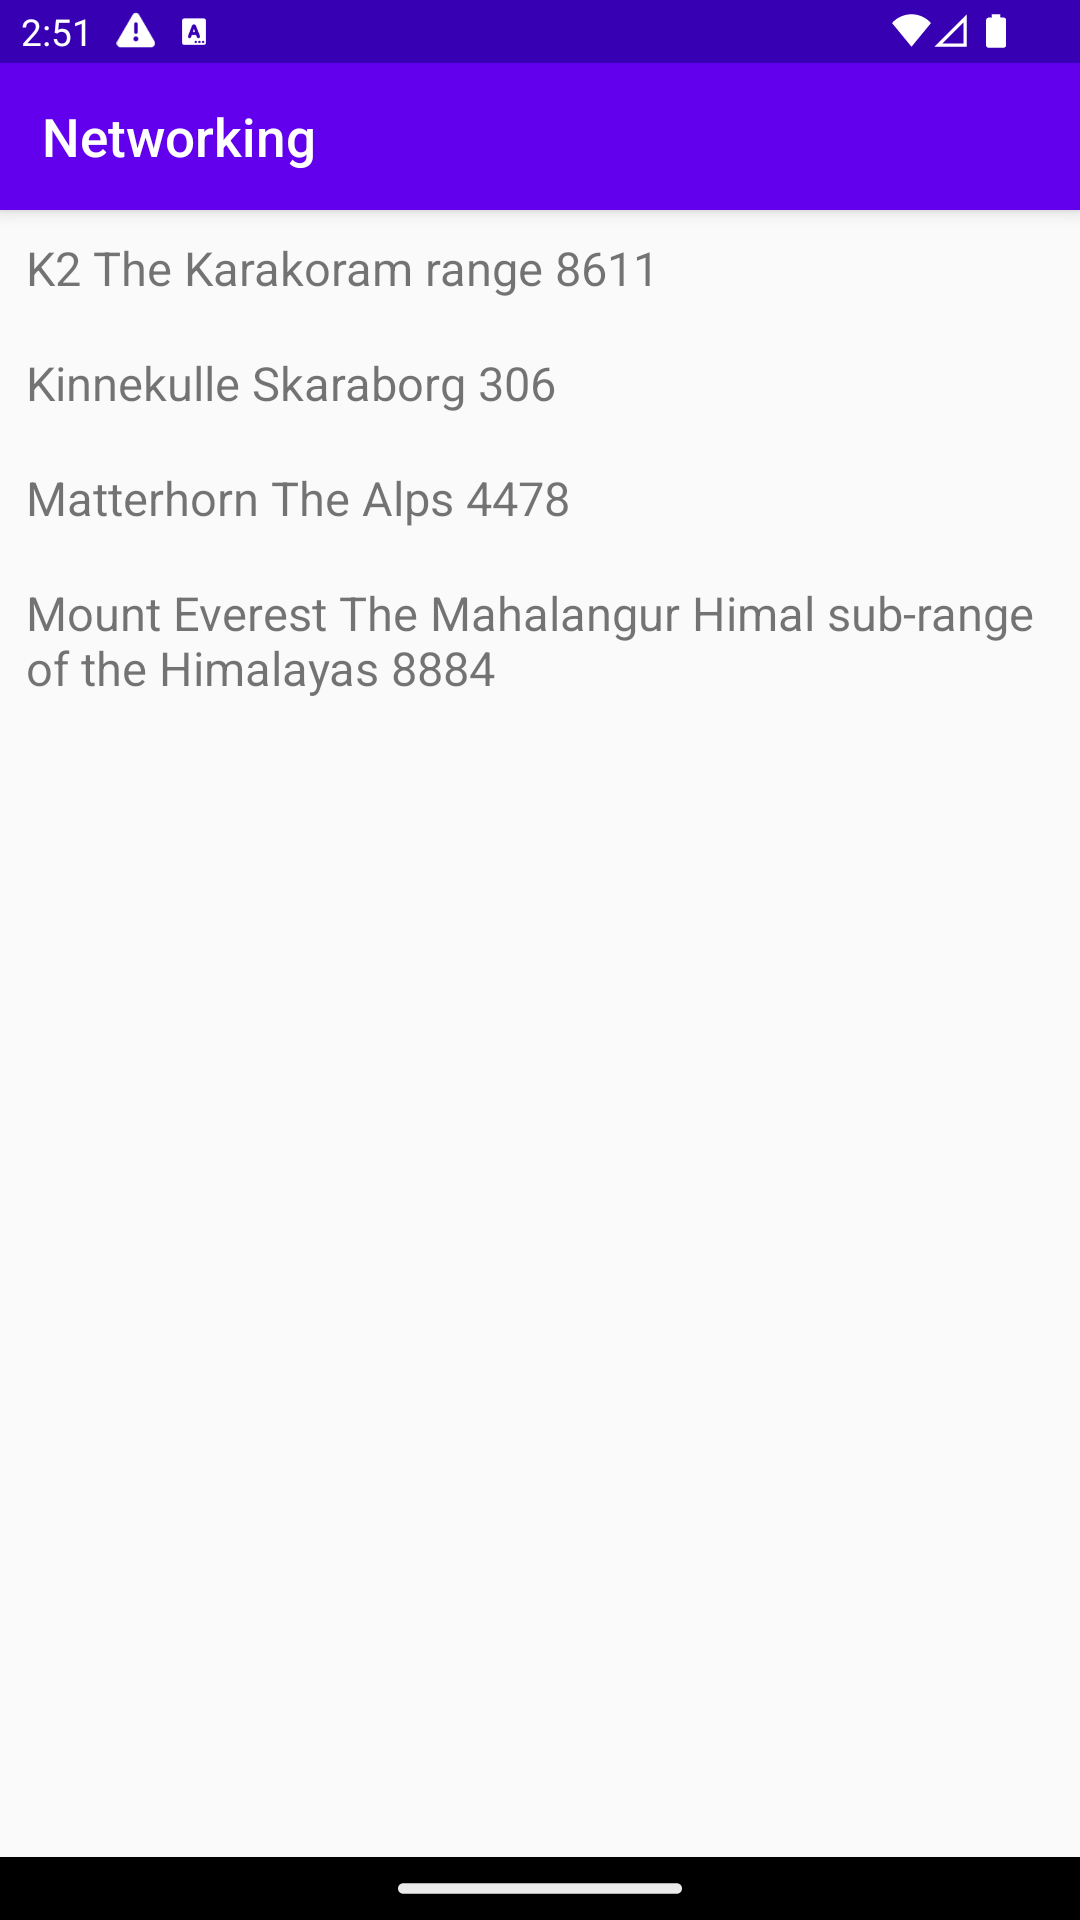 2:51
Networking
K2 The Karakoram range 8611
Kinnekulle Skaraborg 306
Matterhorn The Alps 4478
Mount Everest The Mahalangur Himal sub-range
of the Himalayas 8884